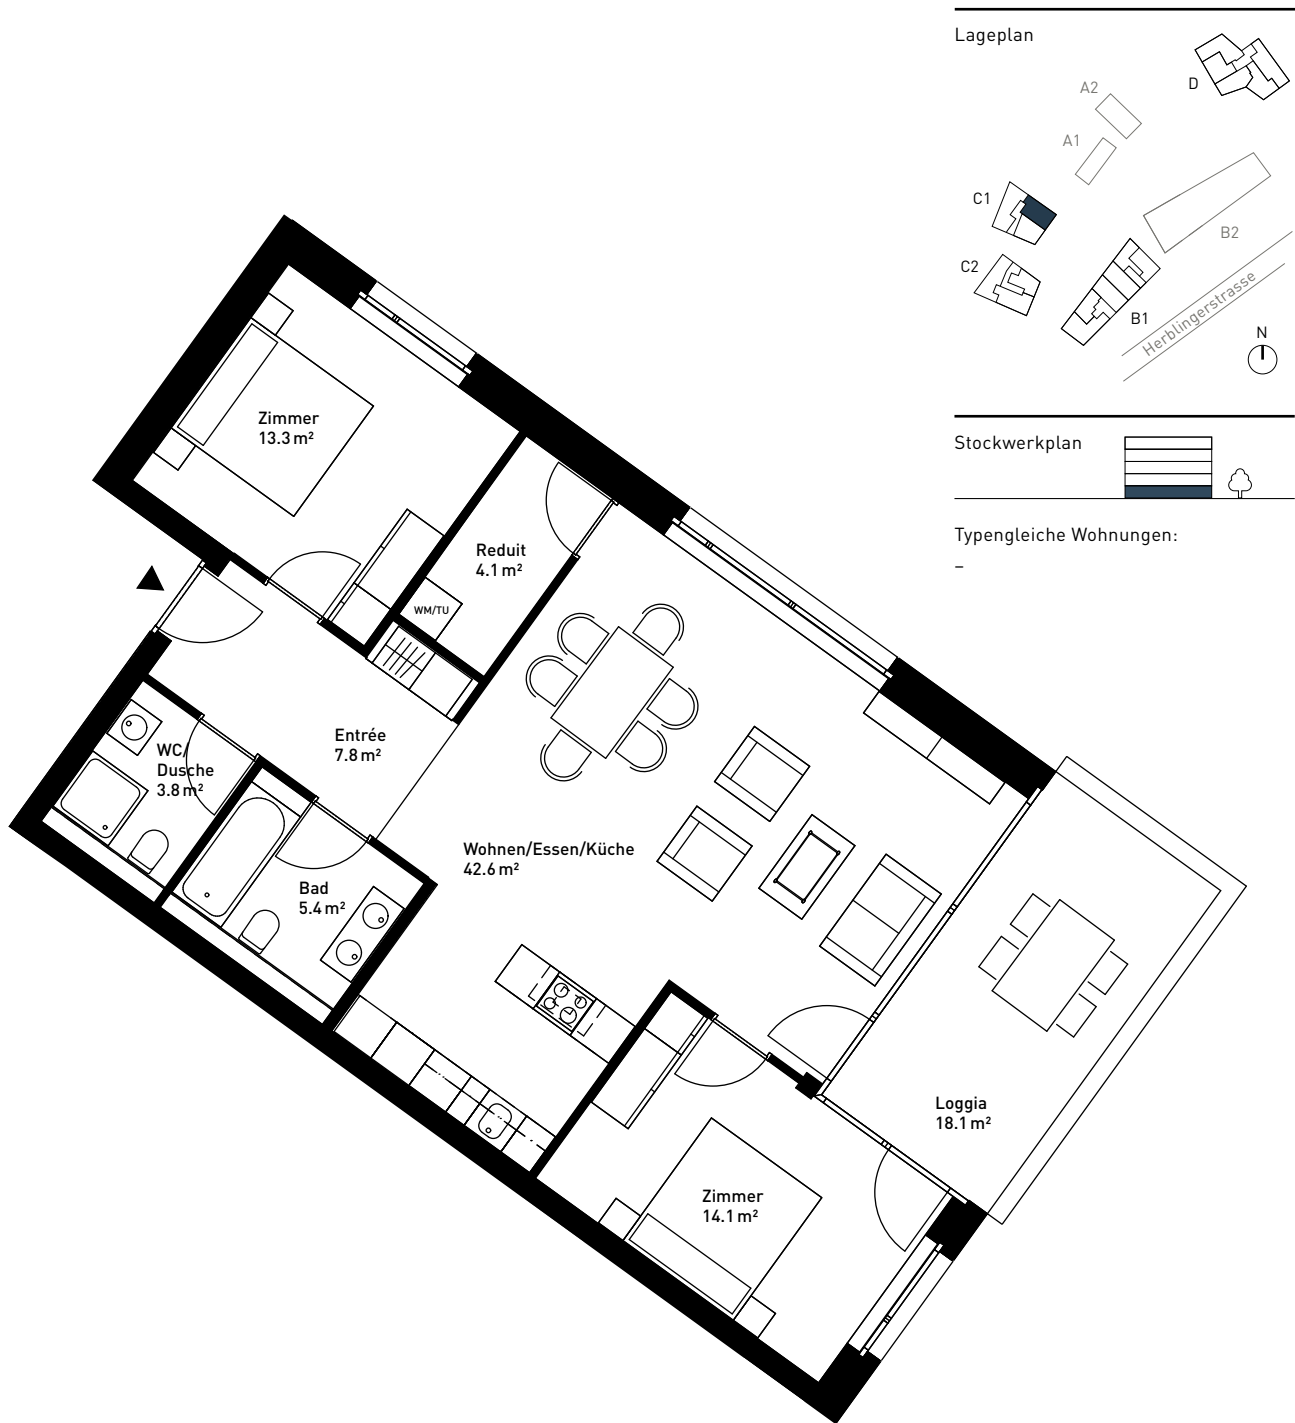 Lageplan
D
A2
A1
C1
B2
C2
Herblingerstrasse
B1
N
Stockwerkplan
Typengleiche Wohnungen:
–
Zimmer
13.3 m²
Reduit
4.1 m²
WM/TU
Entrée
7.8 m²
WC/
Dusche
3.8 m²
Bad
5.4 m²
Wohnen/Essen/Küche
42.6 m²
Loggia
18.1 m²
Zimmer
14.1 m²